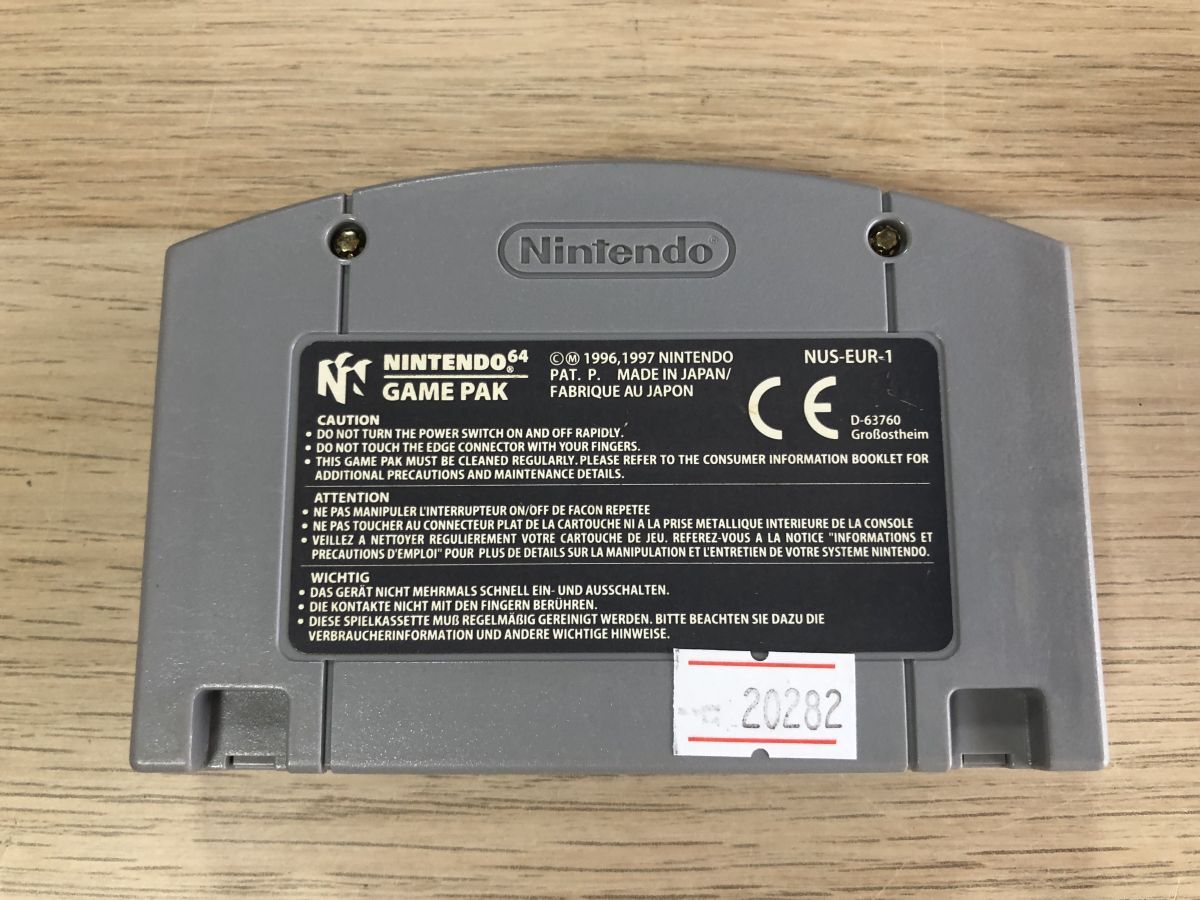 Nintendo®
NINTENDO64®
GAME PAK
©Ⓜ 1996,1997 NINTENDO
PAT. P. MADE IN JAPAN/
FABRIQUE AU JAPON
NUS-EUR-1
CE
D-63760
Großostheim
CAUTION
• DO NOT TURN THE POWER SWITCH ON AND OFF RAPIDLY.
• DO NOT TOUCH THE EDGE CONNECTOR WITH YOUR FINGERS.
• THIS GAME PAK MUST BE CLEANED REGULARLY. PLEASE REFER TO THE CONSUMER INFORMATION BOOKLET FOR
ADDITIONAL PRECAUTIONS AND MAINTENANCE DETAILS.
ATTENTION
• NE PAS MANIPULER L'INTERRUPTEUR ON/OFF DE FACON REPETEE
• NE PAS TOUCHER AU CONNECTEUR PLAT DE LA CARTOUCHE NI A LA PRISE METALLIQUE INTERIEURE DE LA CONSOLE
• VEILLEZ A NETTOYER REGULIEREMENT VOTRE CARTOUCHE DE JEU. REFEREZ-VOUS A LA NOTICE "INFORMATIONS ET
PRECAUTIONS D'EMPLOI" POUR PLUS DE DETAILS SUR LA MANIPULATION ET L'ENTRETIEN DE VOTRE SYSTEME NINTENDO.
WICHTIG
• DAS GERÄT NICHT MEHRMALS SCHNELL EIN- UND AUSSCHALTEN.
• DIE KONTAKTE NICHT MIT DEN FINGERN BERÜHREN.
• DIESE SPIELKASSETTE MUß REGELMÄßIG GEREINIGT WERDEN. BITTE BEACHTEN SIE DAZU DIE
VERBRAUCHERINFORMATION UND ANDERE WICHTIGE HINWEISE.
20282